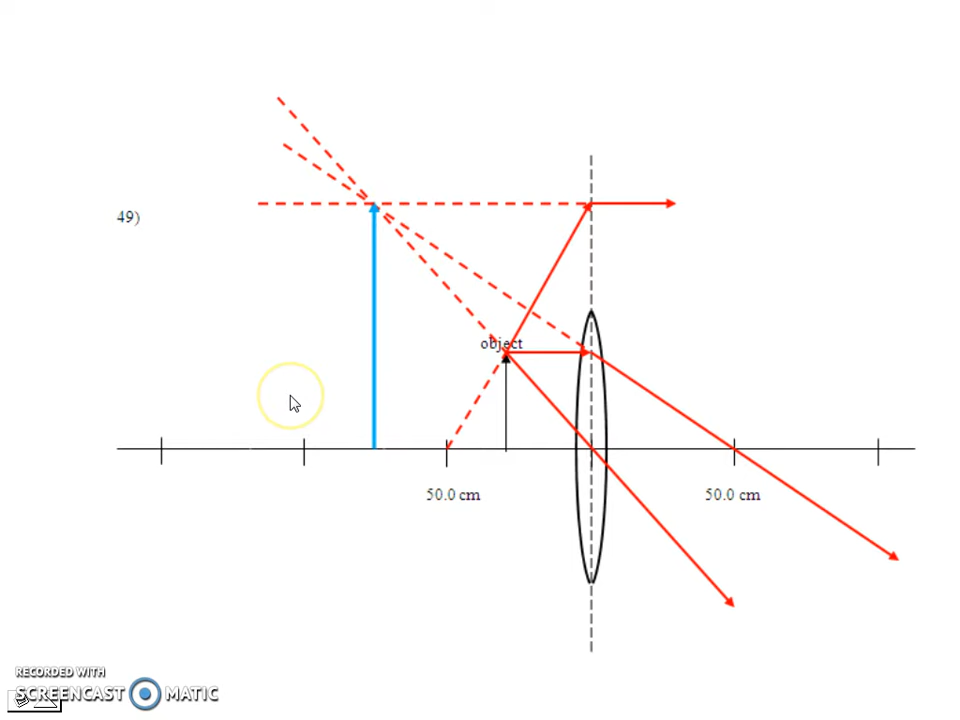 49)
object
50.0 cm
50.0 cm
RECORDED WITH
SCREENCAST MATIC